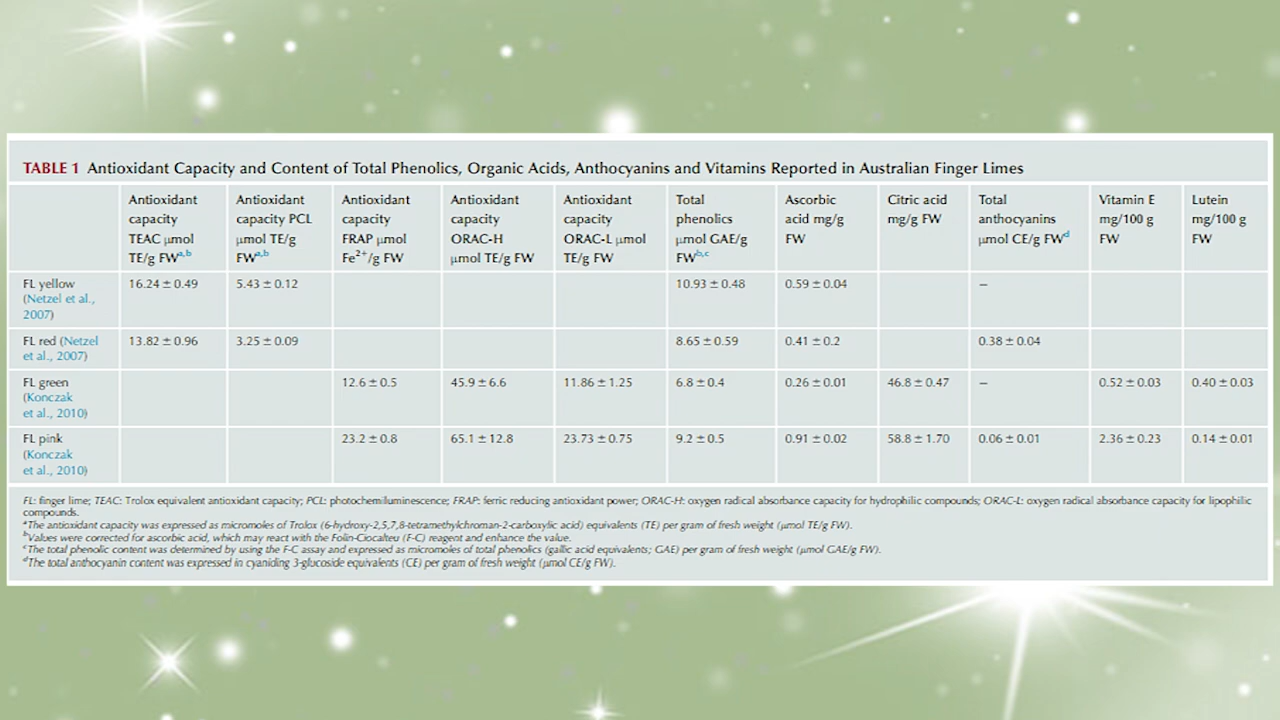 TABLE 1 Antioxidant Capacity and Content of Total Phenolics, Organic Acids, Anthocyanins and Vitamins Reported in Australian Finger Limes
Antioxidant capacity TEAC μmol TE/g FWa,b
Antioxidant capacity PCL μmol TE/g FWa,b
Antioxidant capacity FRAP μmol Fe2+/g FW
Antioxidant capacity ORAC-H μmol TE/g FW
Antioxidant capacity ORAC-L μmol TE/g FW
Total phenolics μmol GAE/g FWb,c
Ascorbic acid mg/g FW
Citric acid mg/g FW
Total anthocyanins μmol CE/g FWd
Vitamin E mg/100 g FW
Lutein mg/100 g FW
FL yellow (Netzel et al., 2007) 16.24 ± 0.49 5.43 ± 0.12 10.93 ± 0.48 0.59 ± 0.04 –
FL red (Netzel et al., 2007) 13.82 ± 0.96 3.25 ± 0.09 8.65 ± 0.59 0.41 ± 0.2 0.38 ± 0.04
FL green (Konczak et al., 2010) 12.6 ± 0.5 45.9 ± 6.6 11.86 ± 1.25 6.8 ± 0.4 0.26 ± 0.01 46.8 ± 0.47 – 0.52 ± 0.03 0.40 ± 0.03
FL pink (Konczak et al., 2010) 23.2 ± 0.8 65.1 ± 12.8 23.73 ± 0.75 9.2 ± 0.5 0.91 ± 0.02 58.8 ± 1.70 0.06 ± 0.01 2.36 ± 0.23 0.14 ± 0.01
FL: finger lime; TEAC: Trolox equivalent antioxidant capacity; PCL: photochemiluminescence; FRAP: ferric reducing antioxidant power; ORAC-H: oxygen radical absorbance capacity for hydrophilic compounds; ORAC-L: oxygen radical absorbance capacity for lipophilic
compounds.
aThe antioxidant capacity was expressed as micromoles of Trolox (6-hydroxy-2,5,7,8-tetramethylchroman-2-carboxylic acid) equivalents (TE) per gram of fresh weight (μmol TE/g FW).
bValues were corrected for ascorbic acid, which may react with the Folin-Ciocalteu (F-C) reagent and enhance the value.
cThe total phenolic content was determined by using the F-C assay and expressed as micromoles of total phenolics (gallic acid equivalents; GAE) per gram of fresh weight (μmol GAE/g FW).
dThe total anthocyanin content was expressed in cyaniding 3-glucoside equivalents (CE) per gram of fresh weight (μmol CE/g FW).